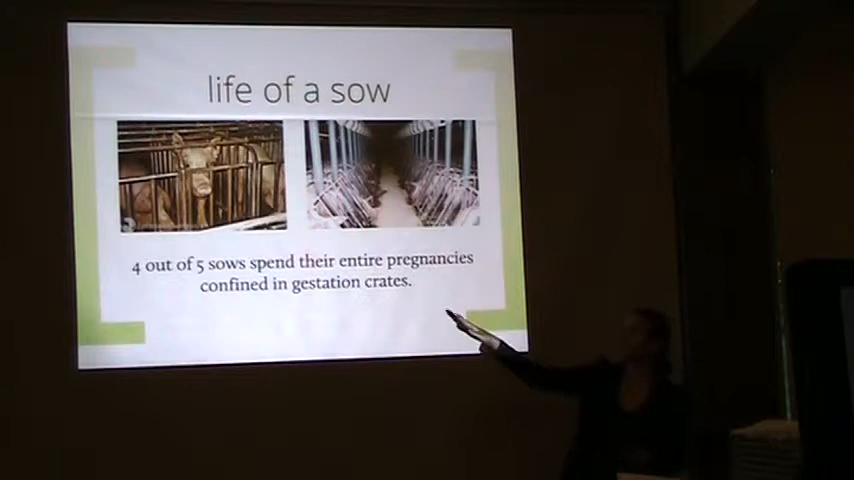 life of a sow
4 out of 5 sows spend their entire pregnancies
confined in gestation crates.